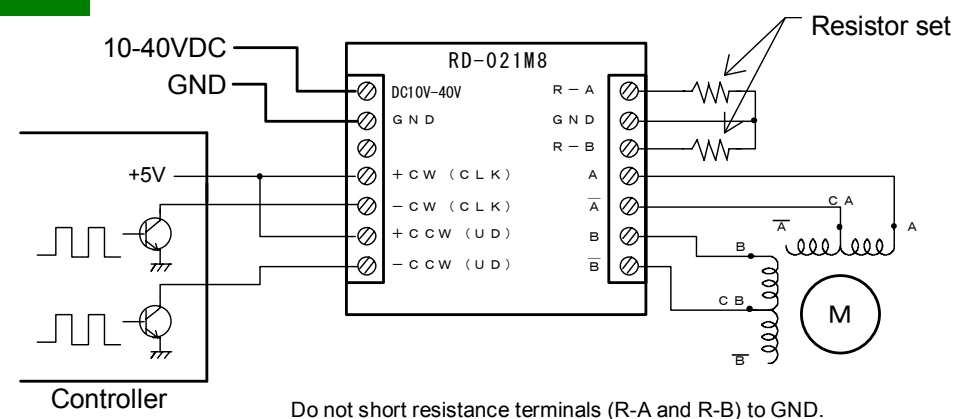 Resistor set
10-40VDC
GND
RD-021M8
DC10V-40V
GND
+CW (CLK)
-CW (CLK)
+CCW (UD)
-CCW (UD)
R-A
GND
R-B
A
A̅
B
B̅
+5V
CA
A̅
A
B
CB
B̅
M
Controller
Do not short resistance terminals (R-A and R-B) to GND.